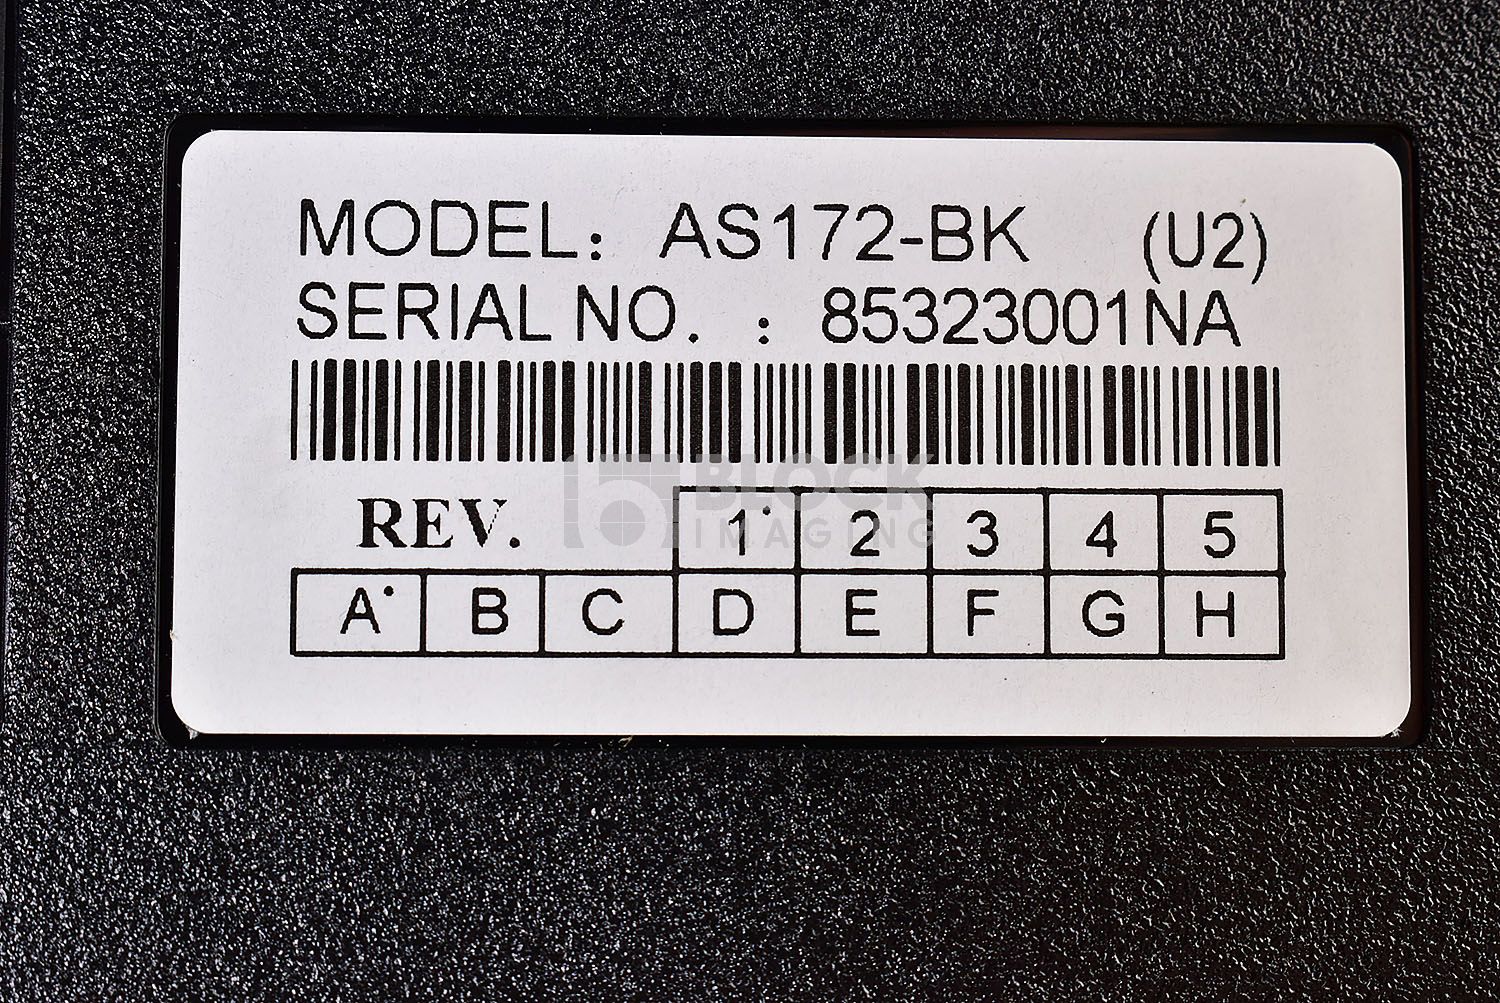 MODEL: AS172-BK (U2)
SERIAL NO. : 85323001NA
BLOCK
IMAGING
REV. 1• 2 3 4 5
A• B C D E F G H